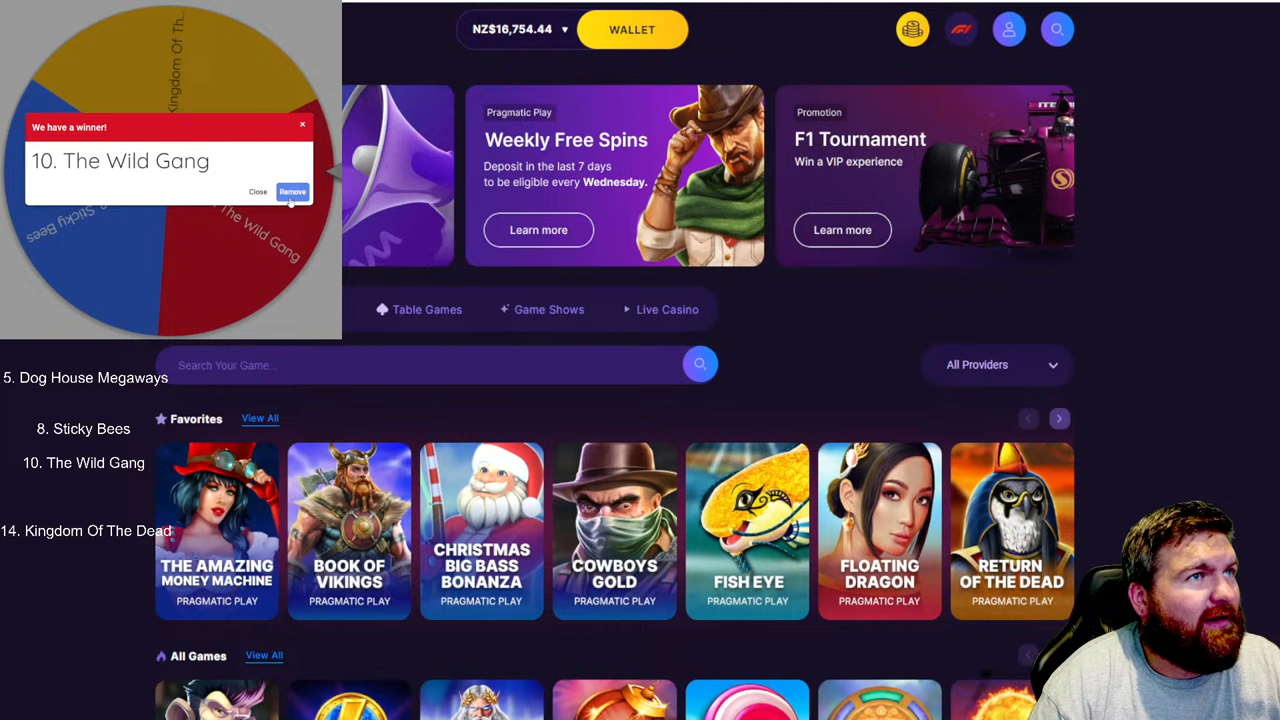 Kingdom Of Th...
We have a winner!
×
10. The Wild Gang
Close
Remove
Sticky Bees
The Wild Gang
NZ$16,754.44
WALLET
Pragmatic Play
Weekly Free Spins
Deposit in the last 7 days
to be eligible every Wednesday.
Learn more
Promotion
F1 Tournament
Win a VIP experience
Learn more
Table Games
Game Shows
Live Casino
Search Your Game...
All Providers
5. Dog House Megaways
8. Sticky Bees
10. The Wild Gang
14. Kingdom Of The Dead
Favorites
View All
THE AMAZING
MONEY MACHINE
PRAGMATIC PLAY
BOOK OF
VIKINGS
PRAGMATIC PLAY
CHRISTMAS
BIG BASS
BONANZA
PRAGMATIC PLAY
COWBOYS
GOLD
PRAGMATIC PLAY
FISH EYE
PRAGMATIC PLAY
FLOATING
DRAGON
PRAGMATIC PLAY
RETURN
OF THE DEAD
PRAGMATIC PLAY
All Games
View All